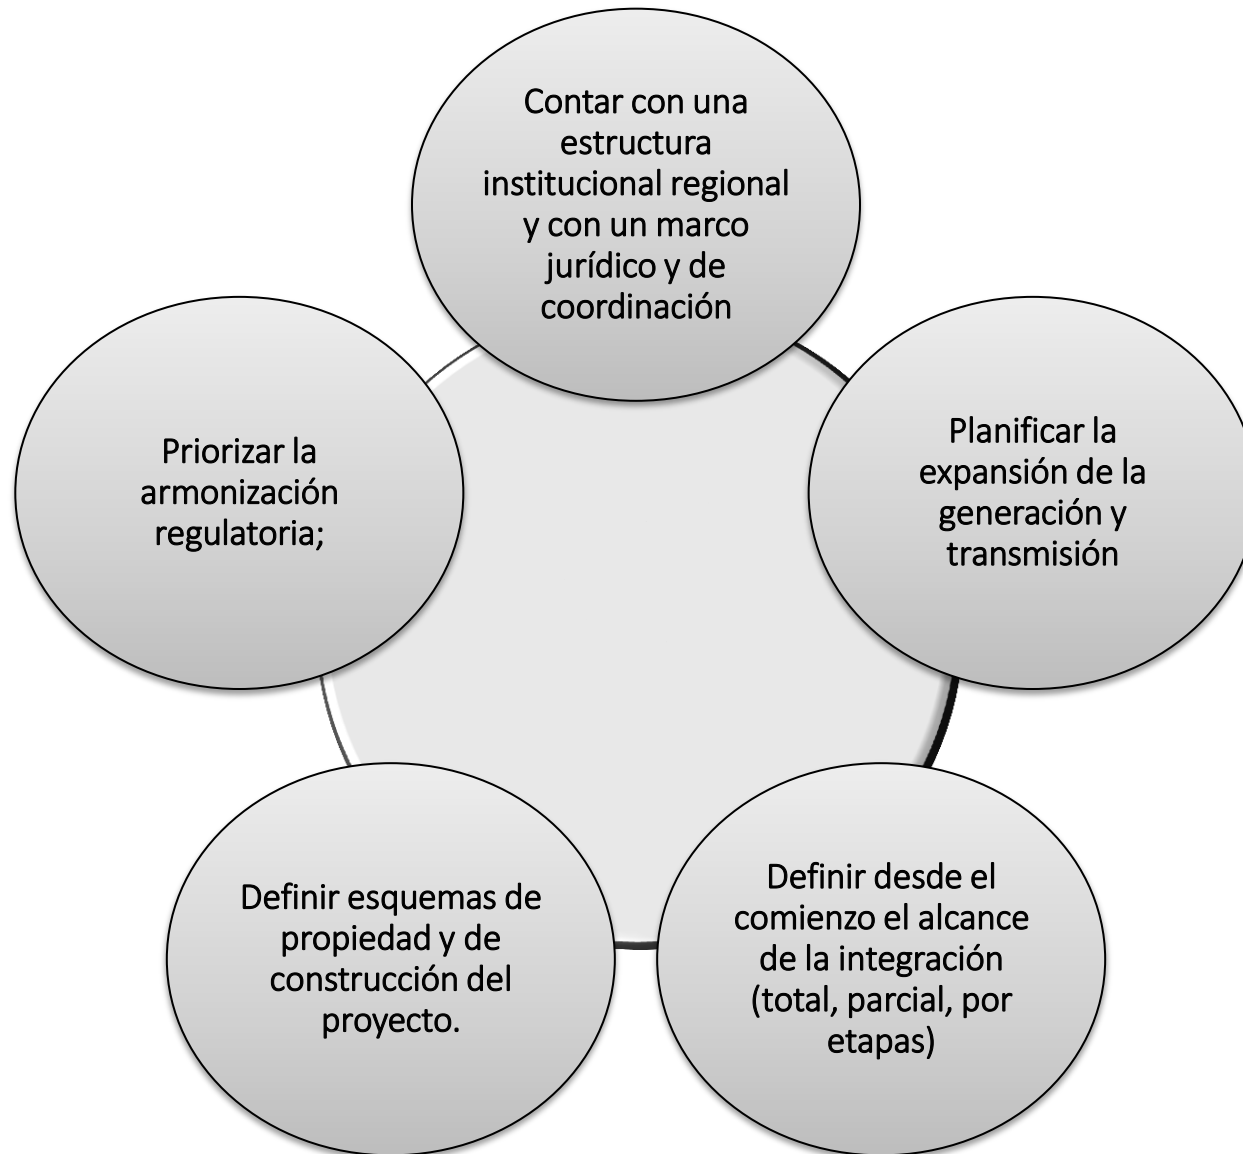 Contar con una
estructura
institucional regional
y con un marco
jurídico y de
coordinación
Planificar la
expansión de la
generación y
transmisión
Definir desde el
comienzo el alcance
de la integración
(total, parcial, por
etapas)
Definir esquemas de
propiedad y de
construcción del
proyecto.
Priorizar la
armonización
regulatoria;